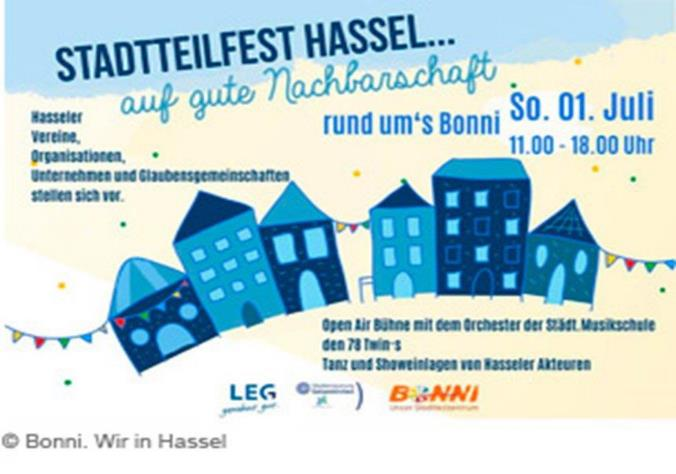 STADTTEILFEST HASSEL...
auf gute Nachbarschaft
rund um's Bonni
So. 01. Juli
11.00 - 18.00 Uhr
Hasseler
Vereine,
Organisationen,
Unternehmen und Glaubensgemeinschaften
stellen sich vor.
Open Air Bühne mit dem Orchester der Städt. Musikschule
den 78 Twin-s
Tanz und Showeinlagen von Hasseler Akteuren
LEG
gewohnt gut.
BONNI
Unser Stadtteilzentrum
© Bonni. Wir in Hassel